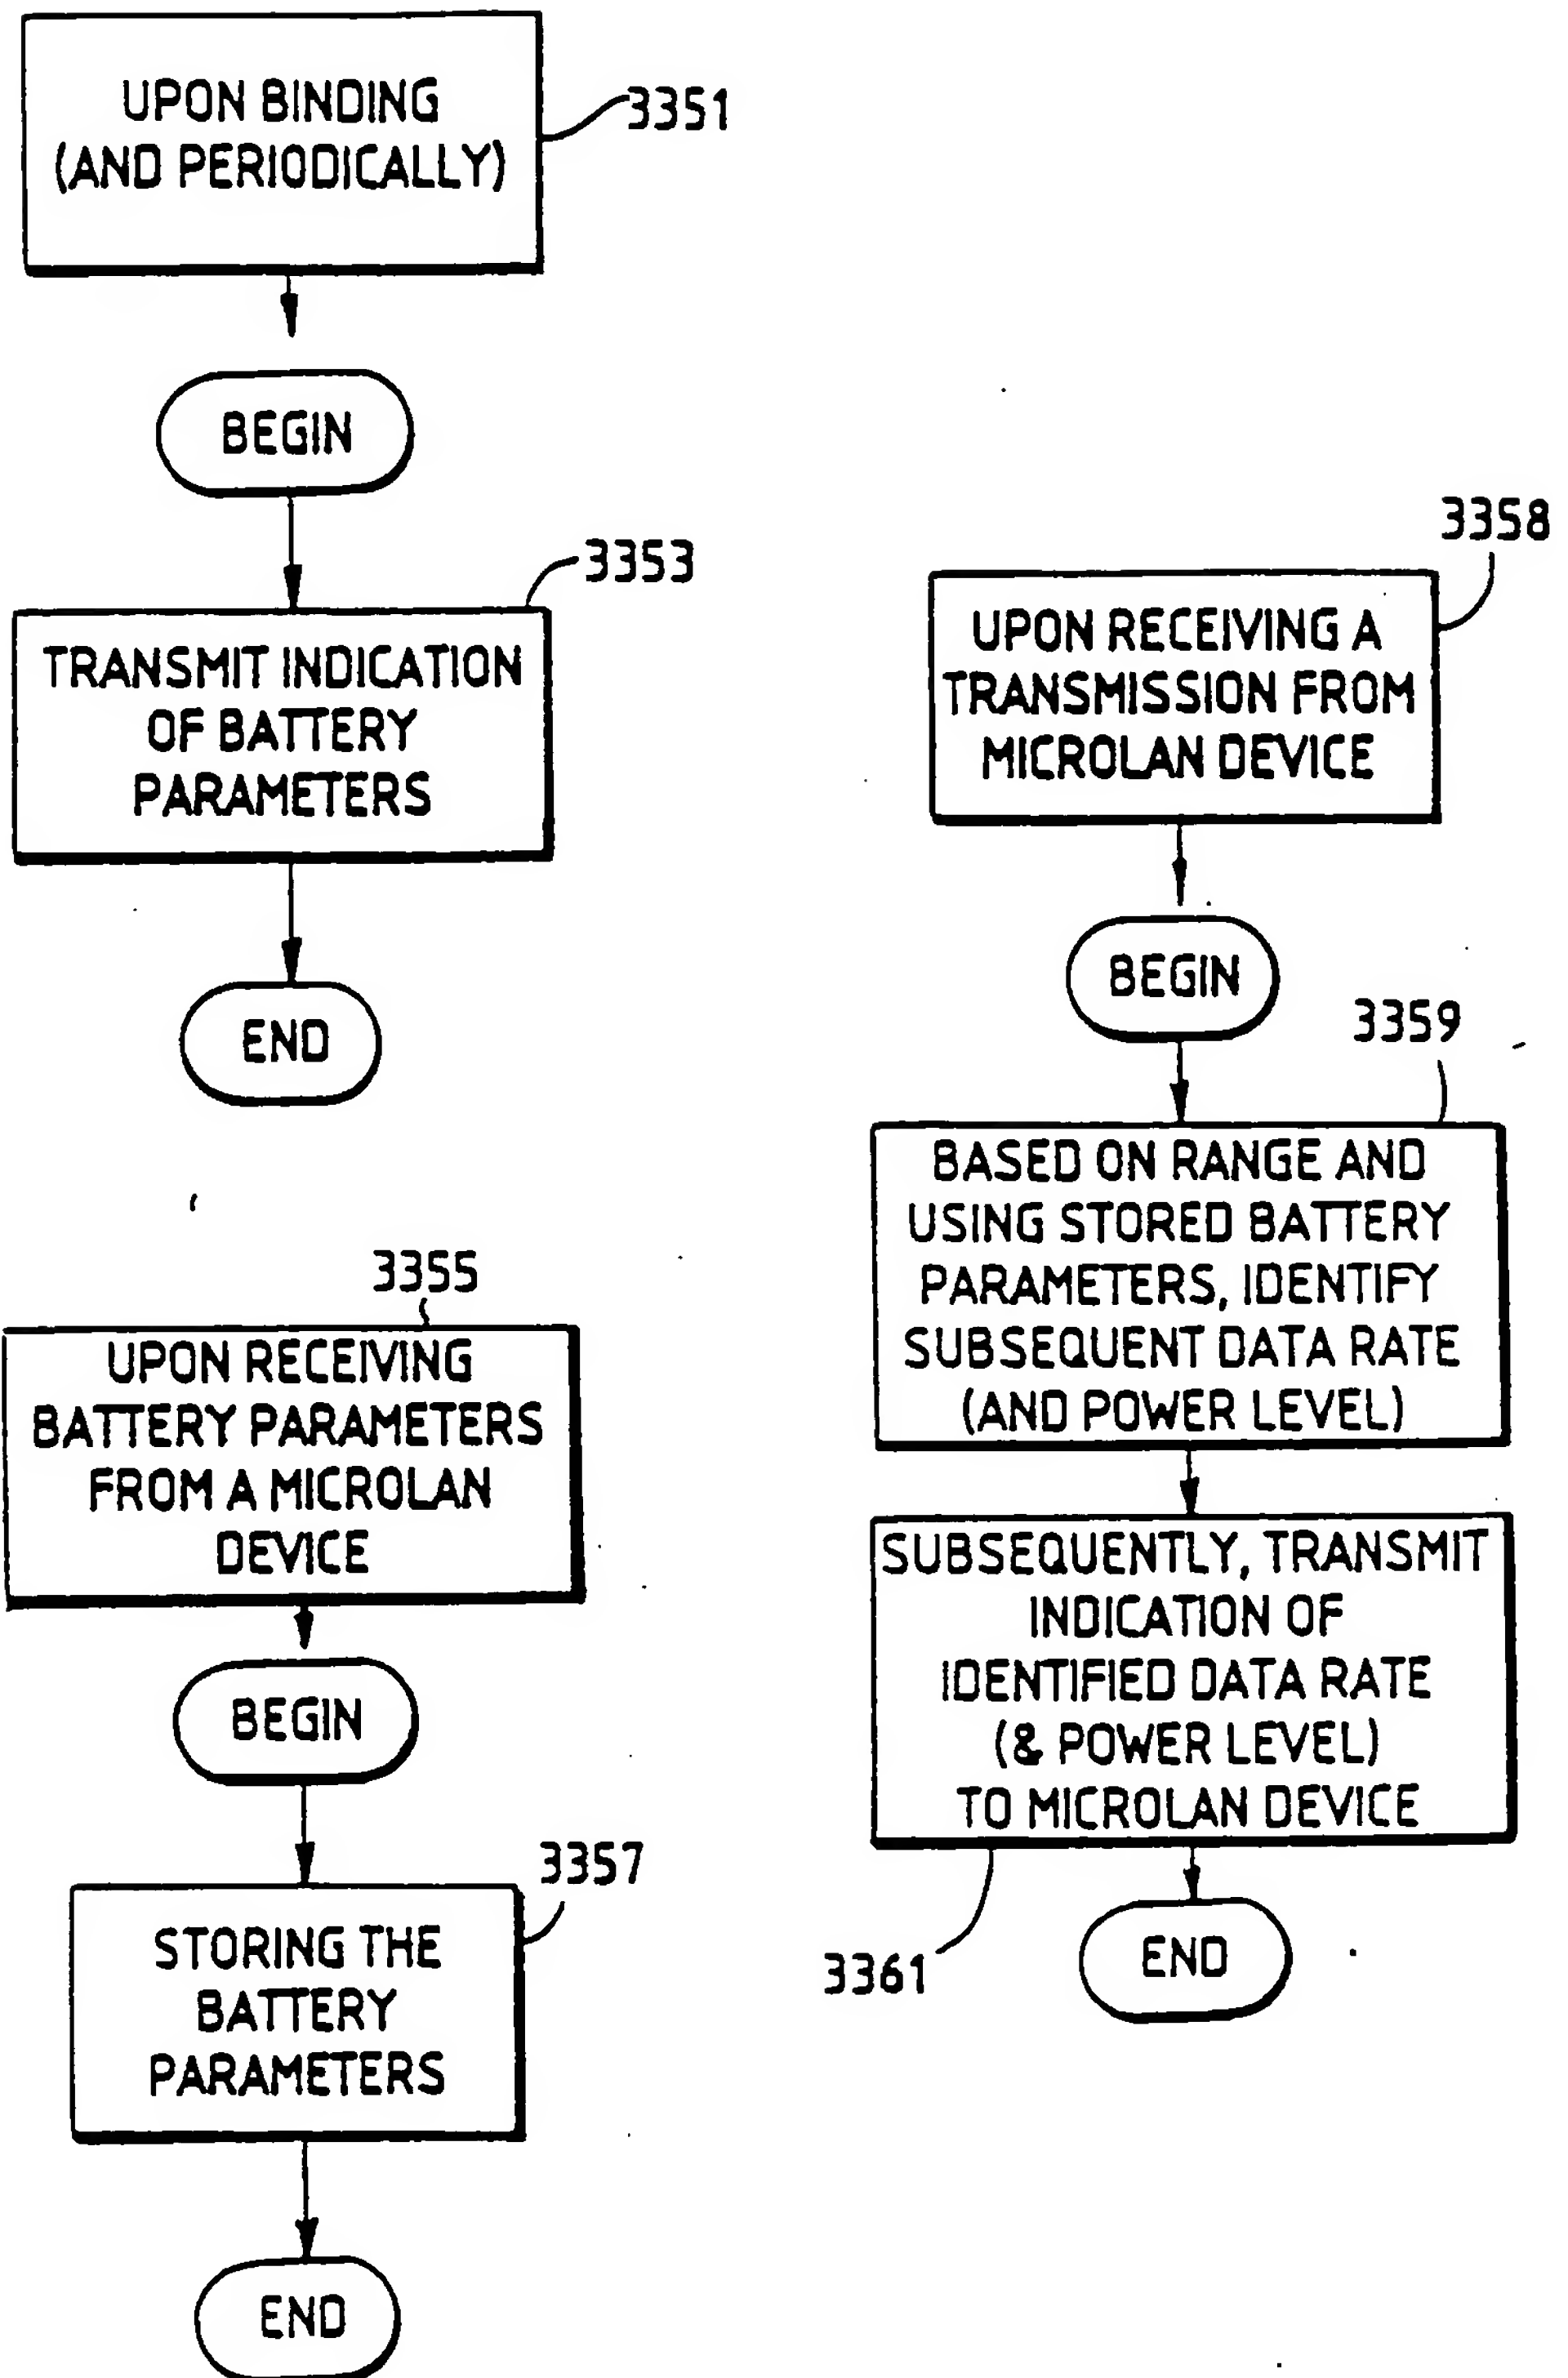 UPON BINDING
(AND PERIODICALLY)
3351
BEGIN
3353
TRANSMIT INDICATION
OF BATTERY
PARAMETERS
END
3355
UPON RECEIVING
BATTERY PARAMETERS
FROM A MICROLAN
DEVICE
BEGIN
3357
STORING THE
BATTERY
PARAMETERS
END
3358
UPON RECEIVING A
TRANSMISSION FROM
MICROLAN DEVICE
BEGIN
3359
BASED ON RANGE AND
USING STORED BATTERY
PARAMETERS, IDENTIFY
SUBSEQUENT DATA RATE
(AND POWER LEVEL)
SUBSEQUENTLY, TRANSMIT
INDICATION OF
IDENTIFIED DATA RATE
(& POWER LEVEL)
TO MICROLAN DEVICE
3361
END